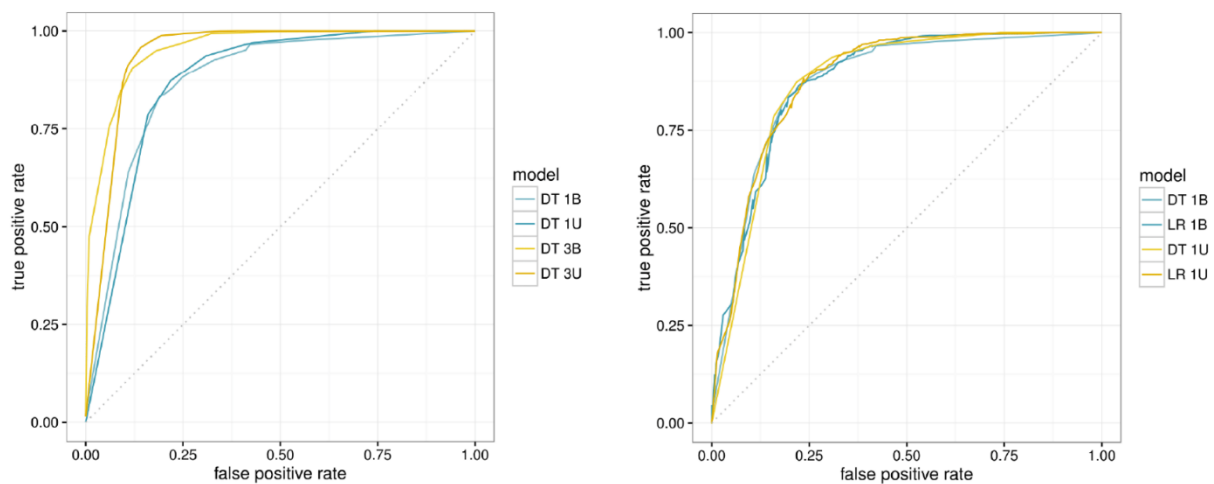 1.00
0.75
0.50
0.25
0.00
true positive rate
0.00 0.25 0.50 0.75 1.00
false positive rate
model
DT 1B
DT 1U
DT 3B
DT 3U
1.00
0.75
0.50
0.25
0.00
true positive rate
0.00 0.25 0.50 0.75 1.00
false positive rate
model
DT 1B
LR 1B
DT 1U
LR 1U